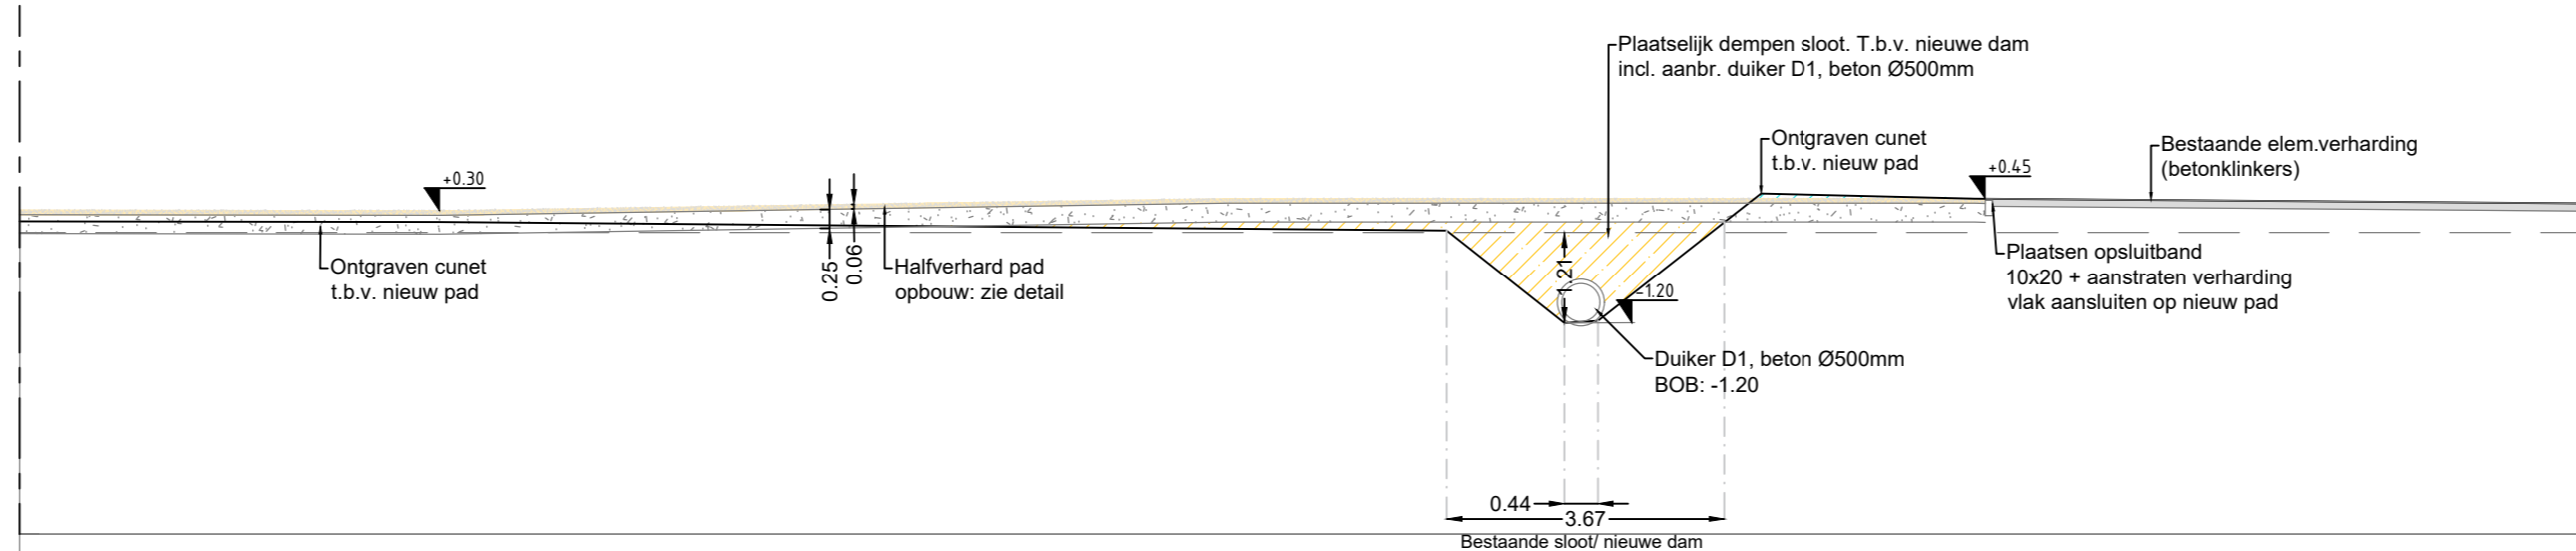 Plaatselijk dempen sloot. T.b.v. nieuwe dam
incl. aanbr. duiker D1, beton Ø500mm
Ontgraven cunet
t.b.v. nieuw pad
Bestaande elem.verharding
(betonklinkers)
+0.30
+0.45
Ontgraven cunet
t.b.v. nieuw pad
0.25
0.06
Halfverhard pad
opbouw: zie detail
1.21
-1.20
Plaatsen opsluitband
10x20 + aanstraten verharding
vlak aansluiten op nieuw pad
Duiker D1, beton Ø500mm
BOB: -1.20
0.44
3.67
Bestaande sloot/ nieuwe dam